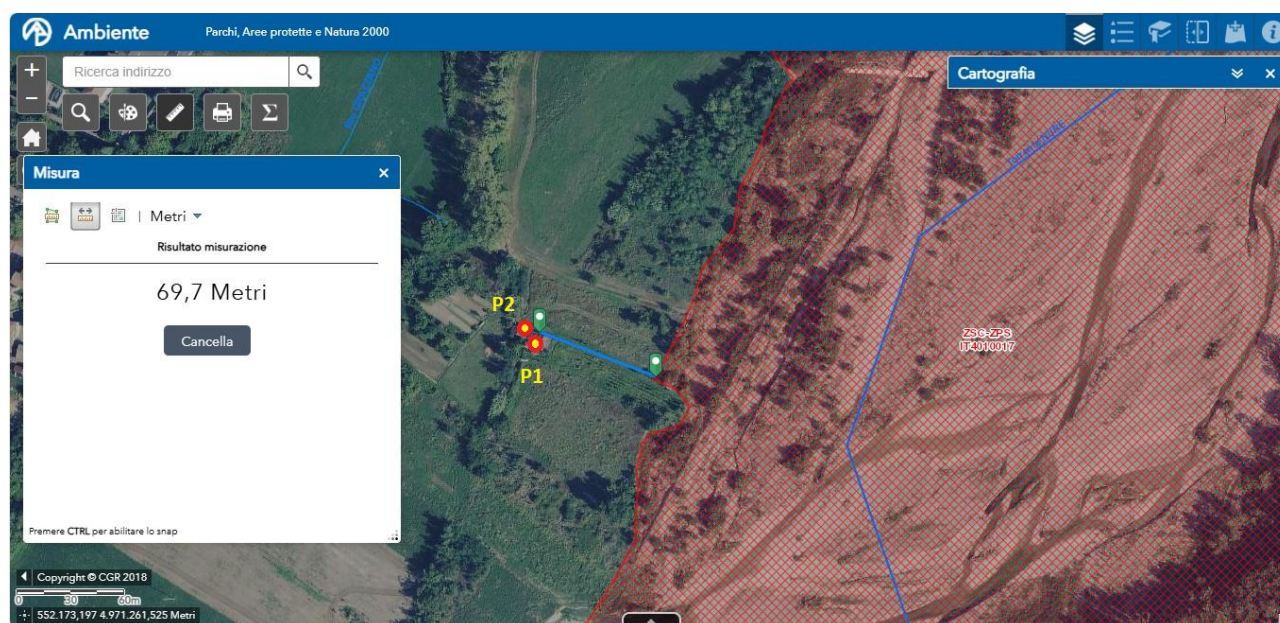 Ambiente
Parchi, Aree protette e Natura 2000
Ricerca indirizzo
Cartografia
Misura
Metri
Risultato misurazione
69,7 Metri
Cancella
Premere CTRL per abilitare lo snap
P2
P1
ZSC-ZPS
IT4010017
Copyright © CGR 2018
0 30 60m
552.173,197 4.971.261,525 Metri